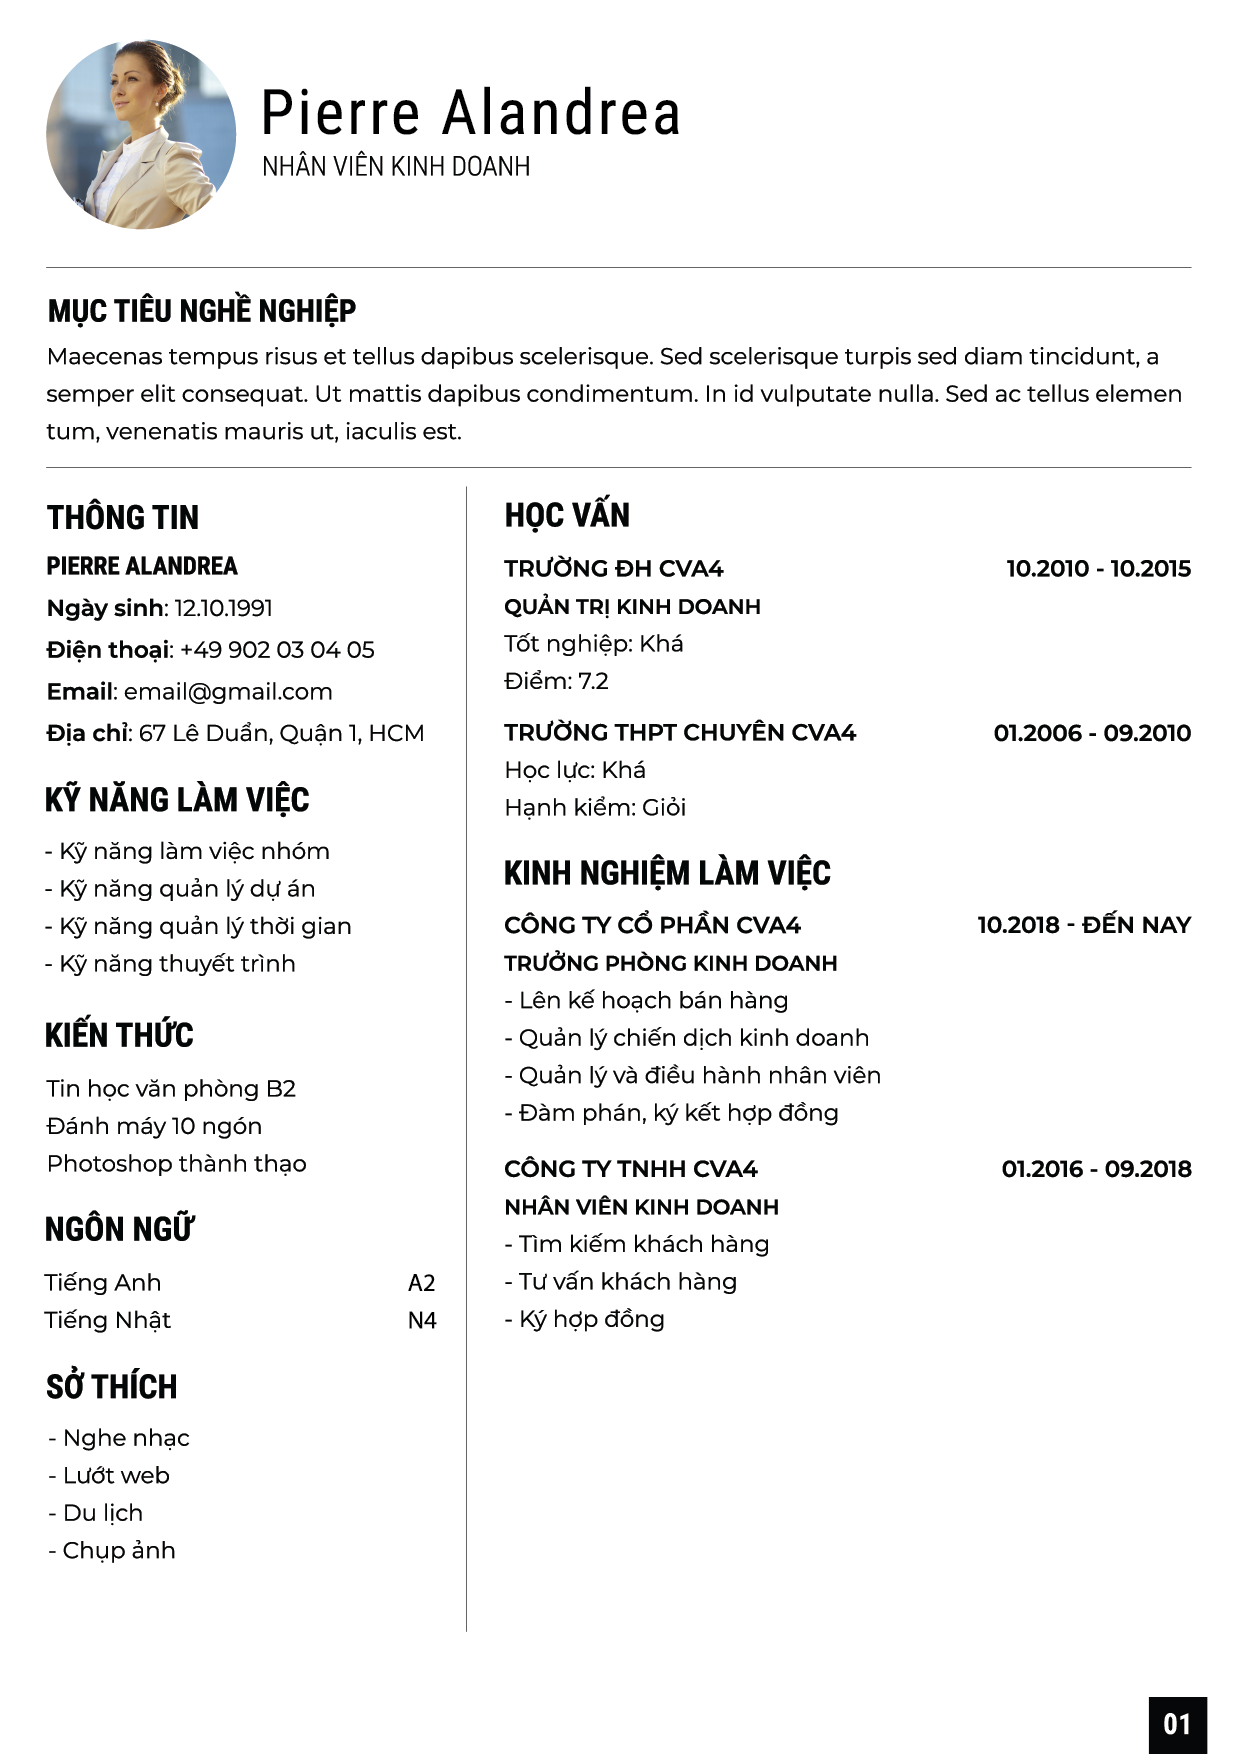 Pierre Alandrea
NHÂN VIÊN KINH DOANH
MỤC TIÊU NGHỀ NGHIỆP
Maecenas tempus risus et tellus dapibus scelerisque. Sed scelerisque turpis sed diam tincidunt, a
semper elit consequat. Ut mattis dapibus condimentum. In id vulputate nulla. Sed ac tellus elemen
tum, venenatis mauris ut, iaculis est.
THÔNG TIN
PIERRE ALANDREA
Ngày sinh: 12.10.1991
Điện thoại: +49 902 03 04 05
Email: email@gmail.com
Địa chỉ: 67 Lê Duẩn, Quận 1, HCM
KỸ NĂNG LÀM VIỆC
- Kỹ năng làm việc nhóm
- Kỹ năng quản lý dự án
- Kỹ năng quản lý thời gian
- Kỹ năng thuyết trình
KIẾN THỨC
Tin học văn phòng B2
Đánh máy 10 ngón
Photoshop thành thạo
NGÔN NGỮ
Tiếng Anh A2
Tiếng Nhật N4
SỞ THÍCH
- Nghe nhạc
- Lướt web
- Du lịch
- Chụp ảnh
HỌC VẤN
TRƯỜNG ĐH CVA4 10.2010 - 10.2015
QUẢN TRỊ KINH DOANH
Tốt nghiệp: Khá
Điểm: 7.2
TRƯỜNG THPT CHUYÊN CVA4 01.2006 - 09.2010
Học lực: Khá
Hạnh kiểm: Giỏi
KINH NGHIỆM LÀM VIỆC
CÔNG TY CỔ PHẦN CVA4 10.2018 - ĐẾN NAY
TRƯỞNG PHÒNG KINH DOANH
- Lên kế hoạch bán hàng
- Quản lý chiến dịch kinh doanh
- Quản lý và điều hành nhân viên
- Đàm phán, ký kết hợp đồng
CÔNG TY TNHH CVA4 01.2016 - 09.2018
NHÂN VIÊN KINH DOANH
- Tìm kiếm khách hàng
- Tư vấn khách hàng
- Ký hợp đồng
01